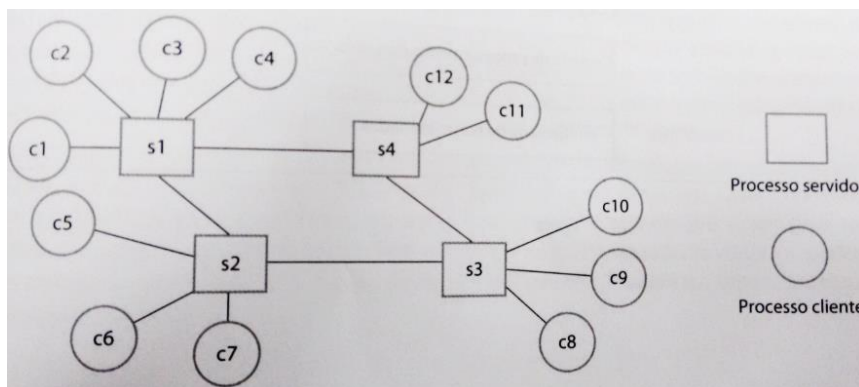 c2
c3
c4
c12
c11
c1
s1
s4
Processo servido
c5
c10
s2
s3
c9
Processo cliente
c6
c7
c8